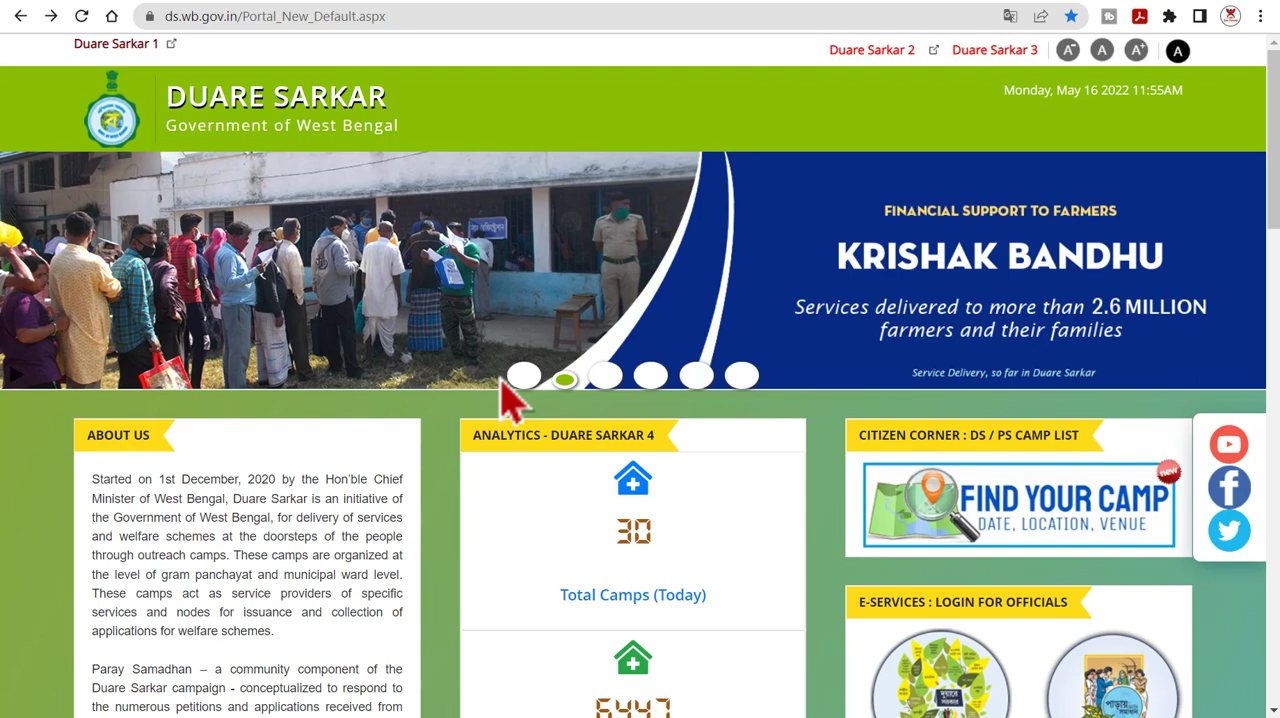 ds.wb.gov.in/Portal_New_Default.aspx
Duare Sarkar 1
Duare Sarkar 2
Duare Sarkar 3
A-
A
A+
A
DUARE SARKAR
Government of West Bengal
Monday, May 16 2022 11:55AM
FINANCIAL SUPPORT TO FARMERS
KRISHAK BANDHU
Services delivered to more than 2.6 MILLION
farmers and their families
Service Delivery, so far in Duare Sarkar
ABOUT US
Started on 1st December, 2020 by the Hon'ble Chief
Minister of West Bengal, Duare Sarkar is an initiative of
the Government of West Bengal, for delivery of services
and welfare schemes at the doorsteps of the people
through outreach camps. These camps are organized at
the level of gram panchayat and municipal ward level.
These camps act as service providers of specific
services and nodes for issuance and collection of
applications for welfare schemes.
Paray Samadhan – a community component of the
Duare Sarkar campaign - conceptualized to respond to
the numerous petitions and applications received from
ANALYTICS - DUARE SARKAR 4
30
Total Camps (Today)
6447
CITIZEN CORNER : DS / PS CAMP LIST
new
FIND YOUR CAMP
DATE, LOCATION, VENUE
E-SERVICES : LOGIN FOR OFFICIALS
দুয়ারে
সরকার
পাড়ায়
সমাধান